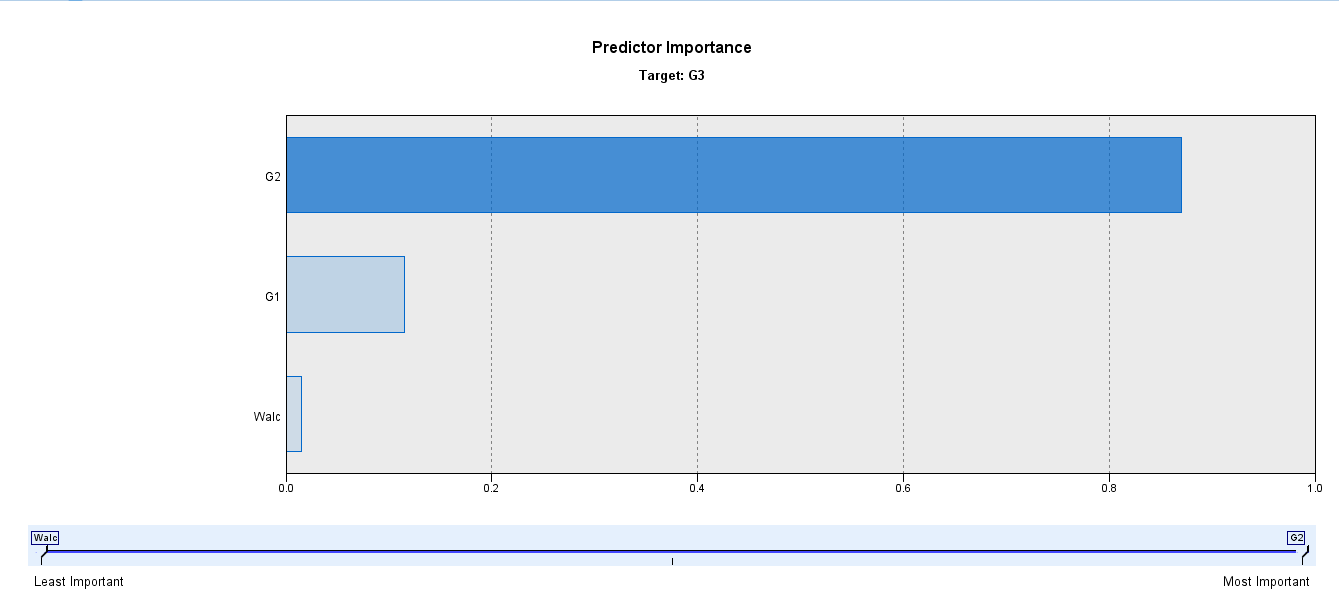 Predictor Importance
Target: G3
G2
G1
Walc
0.0 0.2 0.4 0.6 0.8 1.0
Walc G2
Least Important Most Important